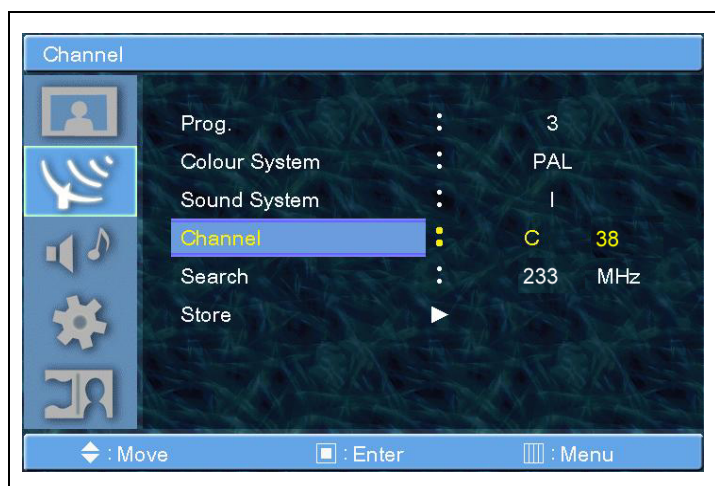 Channel
Prog. : 3
Colour System : PAL
Sound System : I
Channel : C 38
Search : 233 MHz
Store ▶
: Move : Enter : Menu